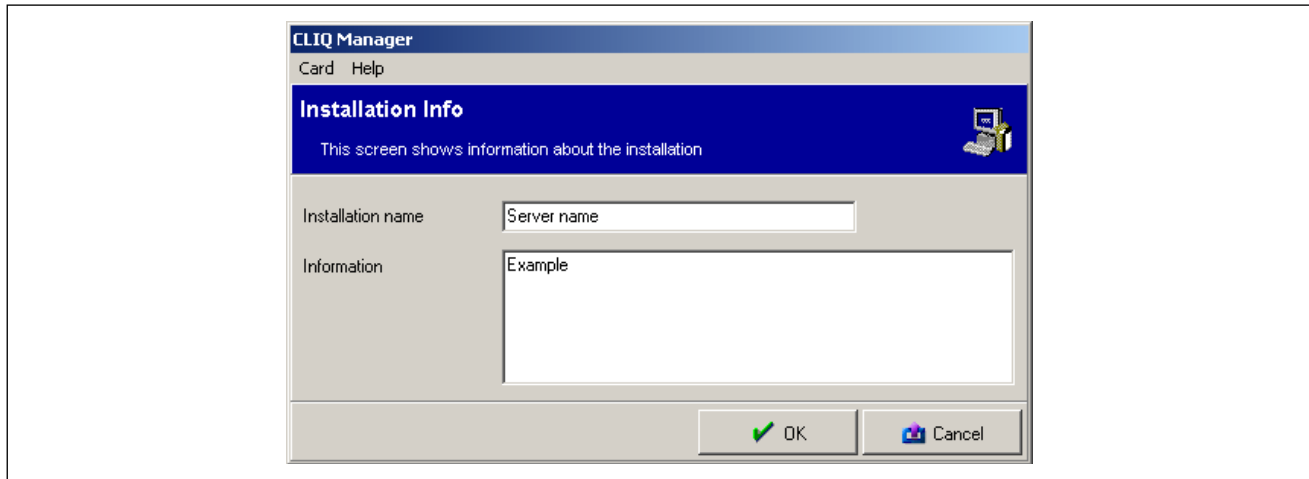 CLIQ Manager
Card Help
Installation Info
This screen shows information about the installation
Installation name Server name
Information Example
OK Cancel